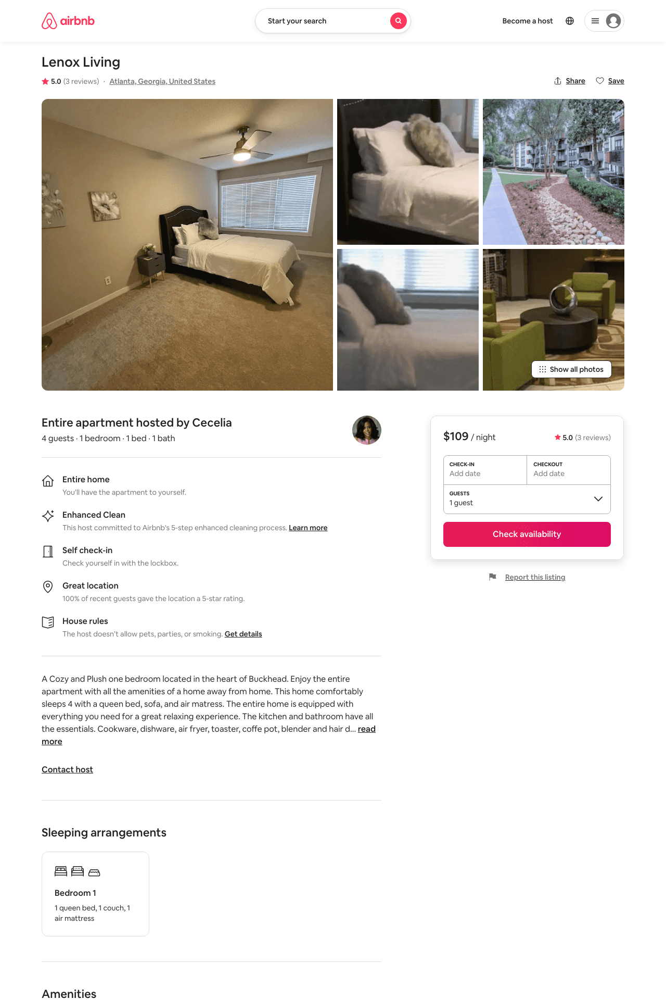 airbnb
Start your search
Become a host
Lenox Living
5.0 (3 reviews) · Atlanta, Georgia, United States
Share
Save
Show all photos
Entire apartment hosted by Cecelia
4 guests · 1 bedroom · 1 bed · 1 bath
Entire home
You’ll have the apartment to yourself.
Enhanced Clean
This host committed to Airbnb's 5-step enhanced cleaning process. Learn more
Self check-in
Check yourself in with the lockbox.
Great location
100% of recent guests gave the location a 5-star rating.
House rules
The host doesn’t allow pets, parties, or smoking. Get details
$109 / night
5.0 (3 reviews)
CHECK-IN
Add date
CHECKOUT
Add date
GUESTS
1 guest
Check availability
Report this listing
A Cozy and Plush one bedroom located in the heart of Buckhead. Enjoy the entire
apartment with all the amenities of a home away from home. This home comfortably
sleeps 4 with a queen bed, sofa, and air matress. The entire home is equipped with
everything you need for a great relaxing experience. The kitchen and bathroom have all
the essentials. Cookware, dishware, air fryer, toaster, coffe pot, blender and hair d… read
more
Contact host
Sleeping arrangements
Bedroom 1
1 queen bed, 1 couch, 1
air mattress
Amenities